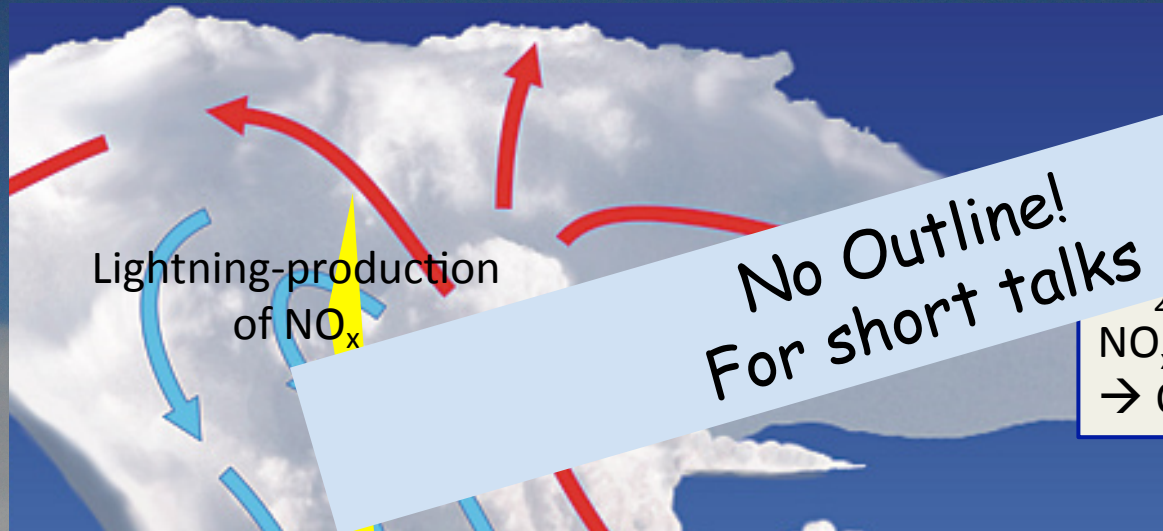 Lightning-production
of NOₓ
No Outline!
For short talks
NO
→